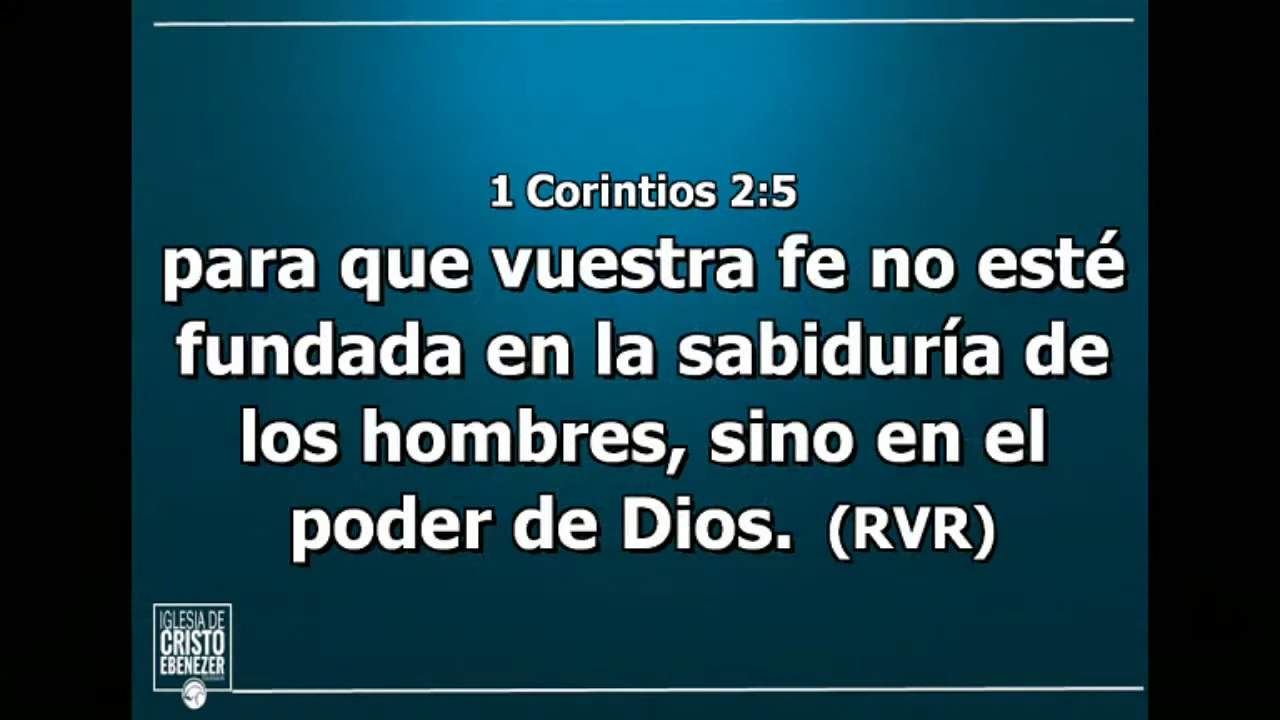 1 Corintios 2:5
para que vuestra fe no esté
fundada en la sabiduría de
los hombres, sino en el
poder de Dios. (RVR)
IGLESIA DE
CRISTO
EBENEZER